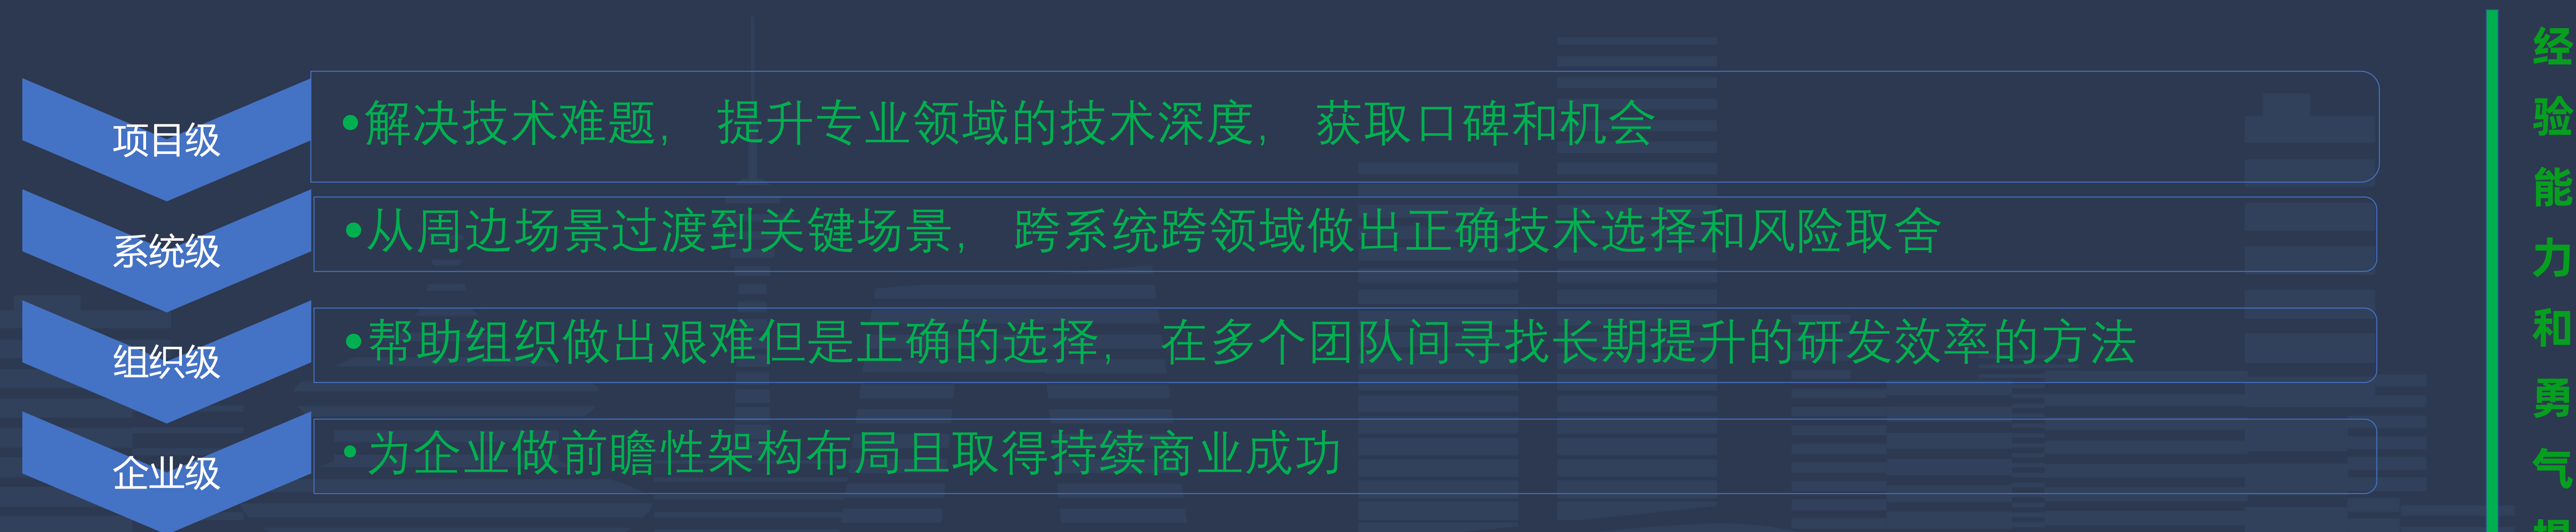 项目级
•解决技术难题, 提升专业领域的技术深度, 获取口碑和机会
系统级
•从周边场景过渡到关键场景, 跨系统跨领域做出正确技术选择和风险取舍
组织级
•帮助组织做出艰难但是正确的选择, 在多个团队间寻找长期提升的研发效率的方法
企业级
•为企业做前瞻性架构布局且取得持续商业成功
经验能力和勇气